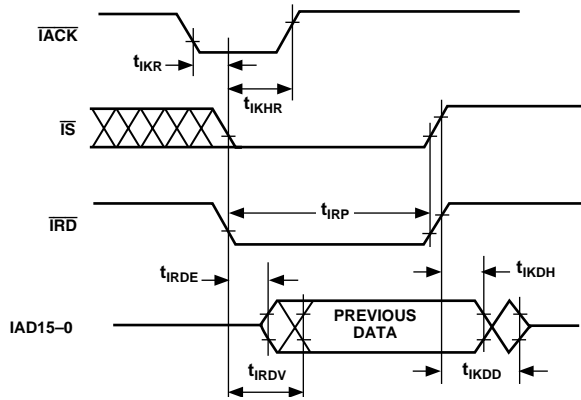 IACK
tIKR
tIKHR
IS
IRD
tIRP
tIRDE
tIKDH
IAD15–0
PREVIOUS
DATA
tIRDV
tIKDD